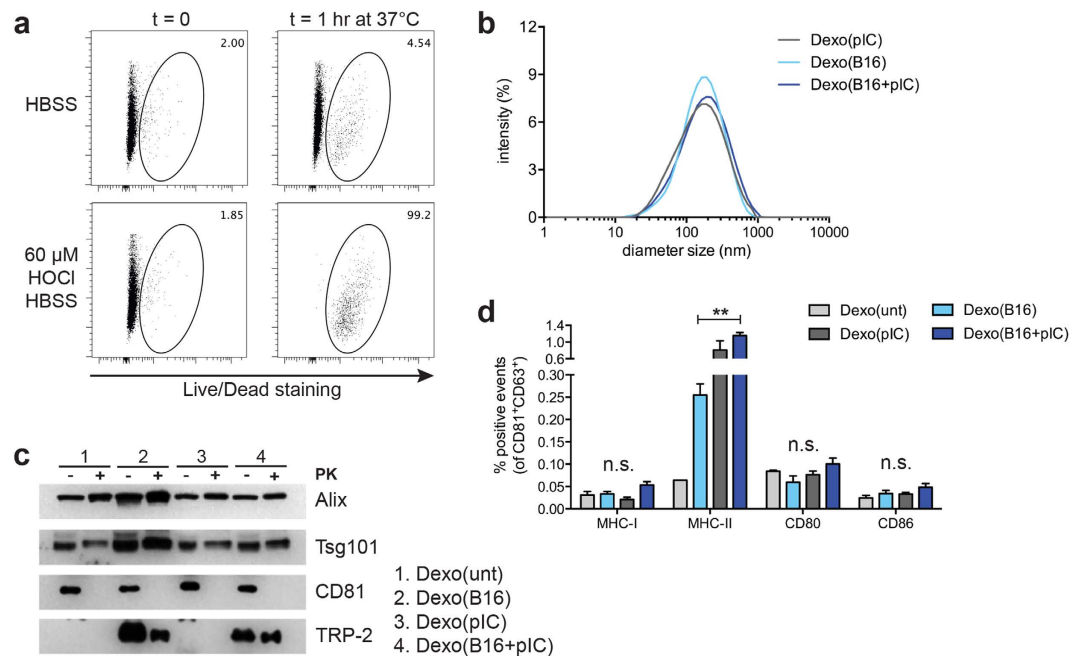 a
t = 0
t = 1 hr at 37°C
HBSS
2.00
4.54
60 µM
HOCl
HBSS
1.85
99.2
Live/Dead staining
b
12
9
6
3
0
intensity (%)
1
10
100
1000
10000
diameter size (nm)
Dexo(pIC)
Dexo(B16)
Dexo(B16+pIC)
c
1
2
3
4
- + - + - + - + PK
Alix
Tsg101
CD81
TRP-2
1. Dexo(unt)
2. Dexo(B16)
3. Dexo(pIC)
4. Dexo(B16+pIC)
d
Dexo(unt)
Dexo(B16)
Dexo(pIC)
Dexo(B16+pIC)
% positive events
(of CD81+CD63+)
1.4
1.0
0.6
0.30
0.25
0.20
0.15
0.10
0.05
0.00
n.s.
**
n.s.
n.s.
MHC-I
MHC-II
CD80
CD86